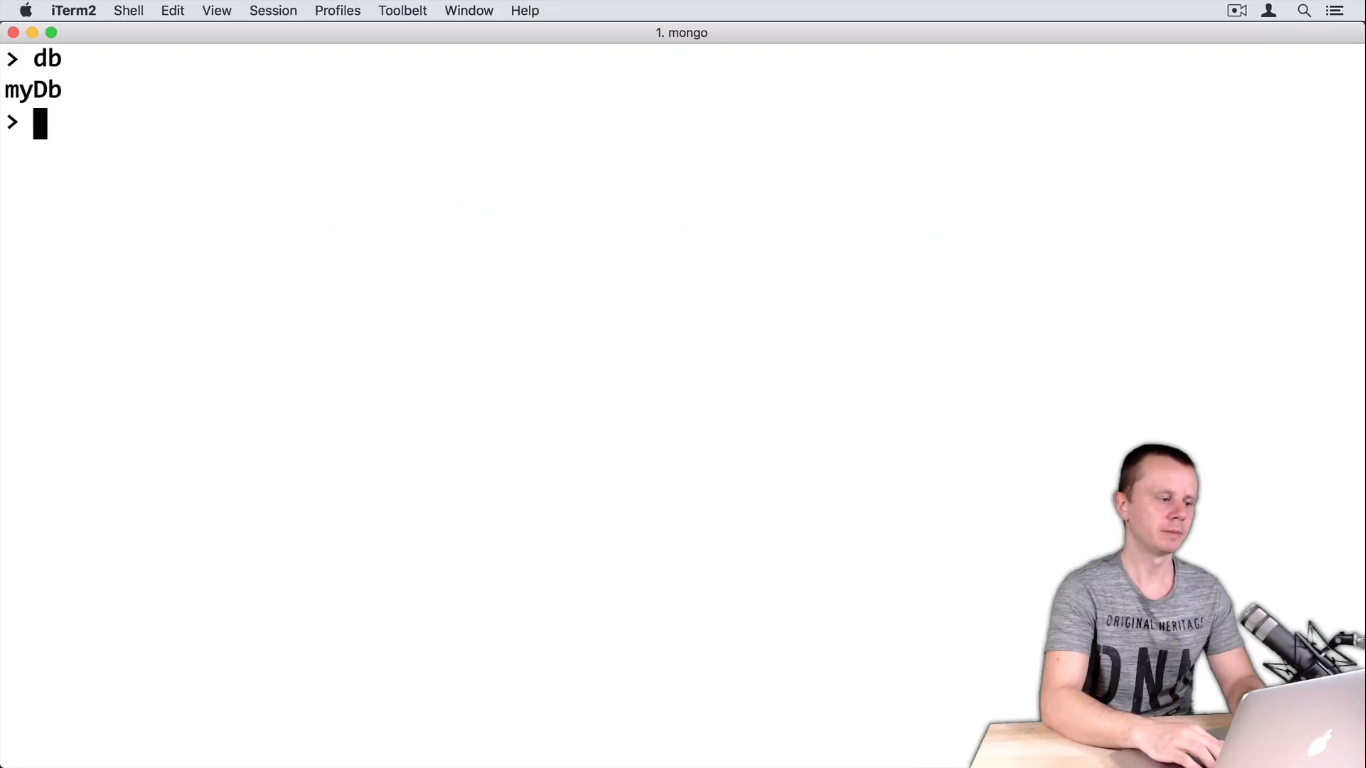 iTerm2 Shell Edit View Session Profiles Toolbelt Window Help
1. mongo
> db
myDb
>
ORIGINAL HERITAGE
DNA